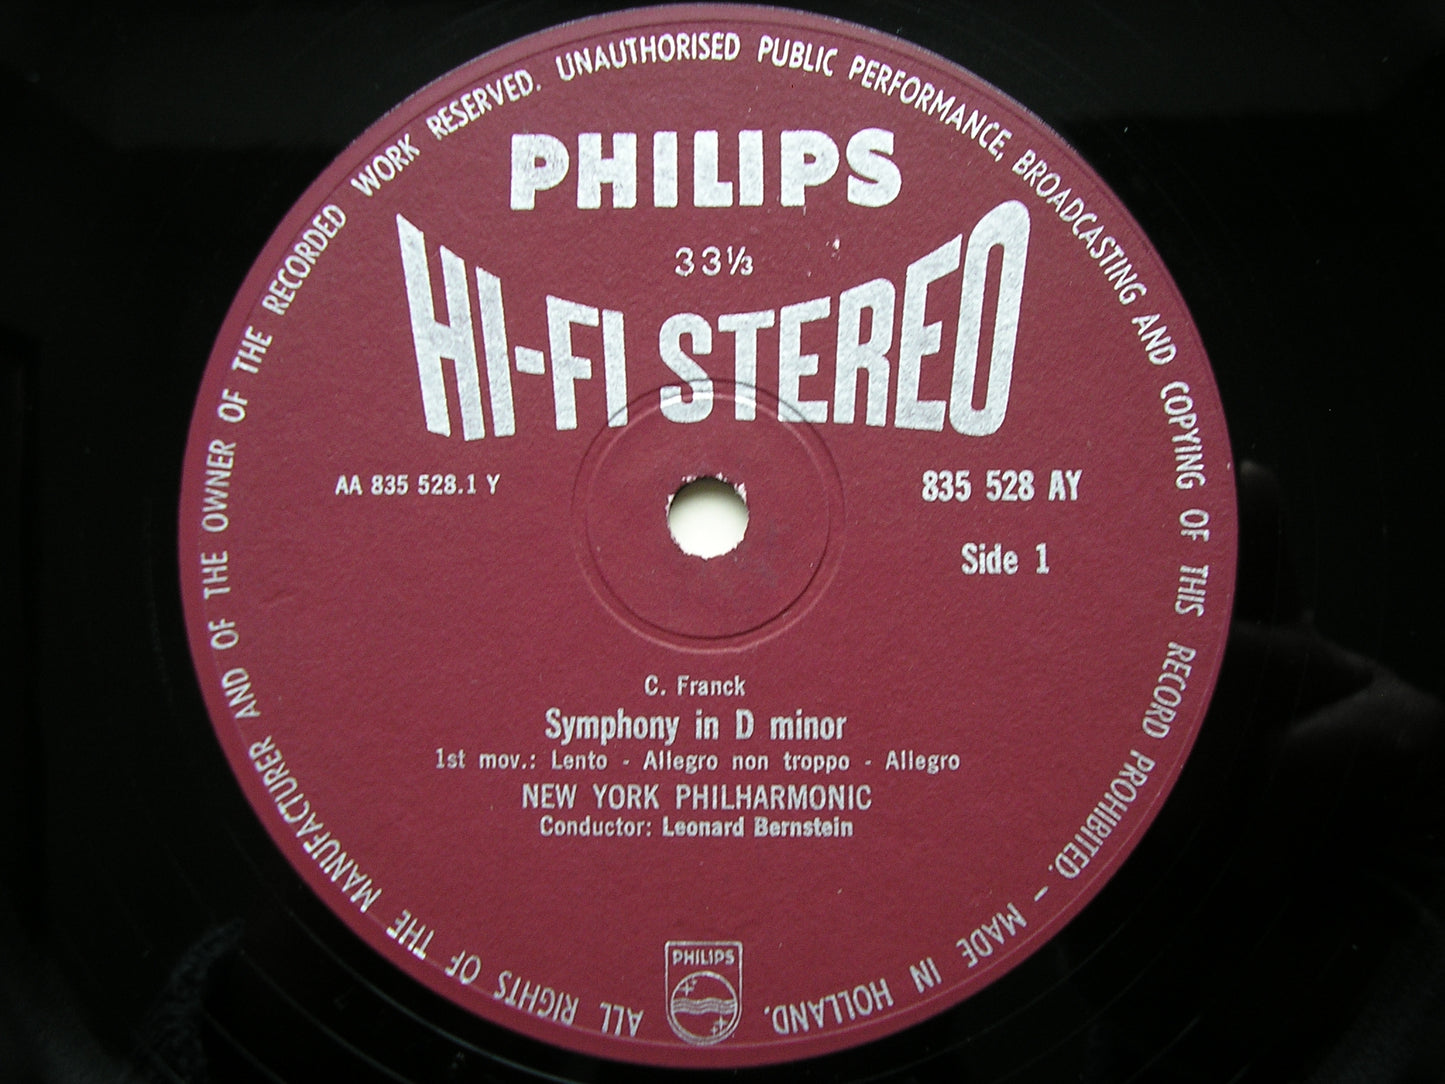 ALL RIGHTS OF THE MANUFACTURER AND OF THE OWNER OF THE RECORDED WORK RESERVED. UNAUTHORISED PUBLIC PERFORMANCE, BROADCASTING AND COPYING OF THIS RECORD PROHIBITED. - MADE IN HOLLAND.
PHILIPS
33⅓
HI-FI STEREO
AA 835 528.1 Y
835 528 AY
Side 1
C. Franck
Symphony in D minor
1st mov.: Lento - Allegro non troppo - Allegro
NEW YORK PHILHARMONIC
Conductor: Leonard Bernstein
PHILIPS